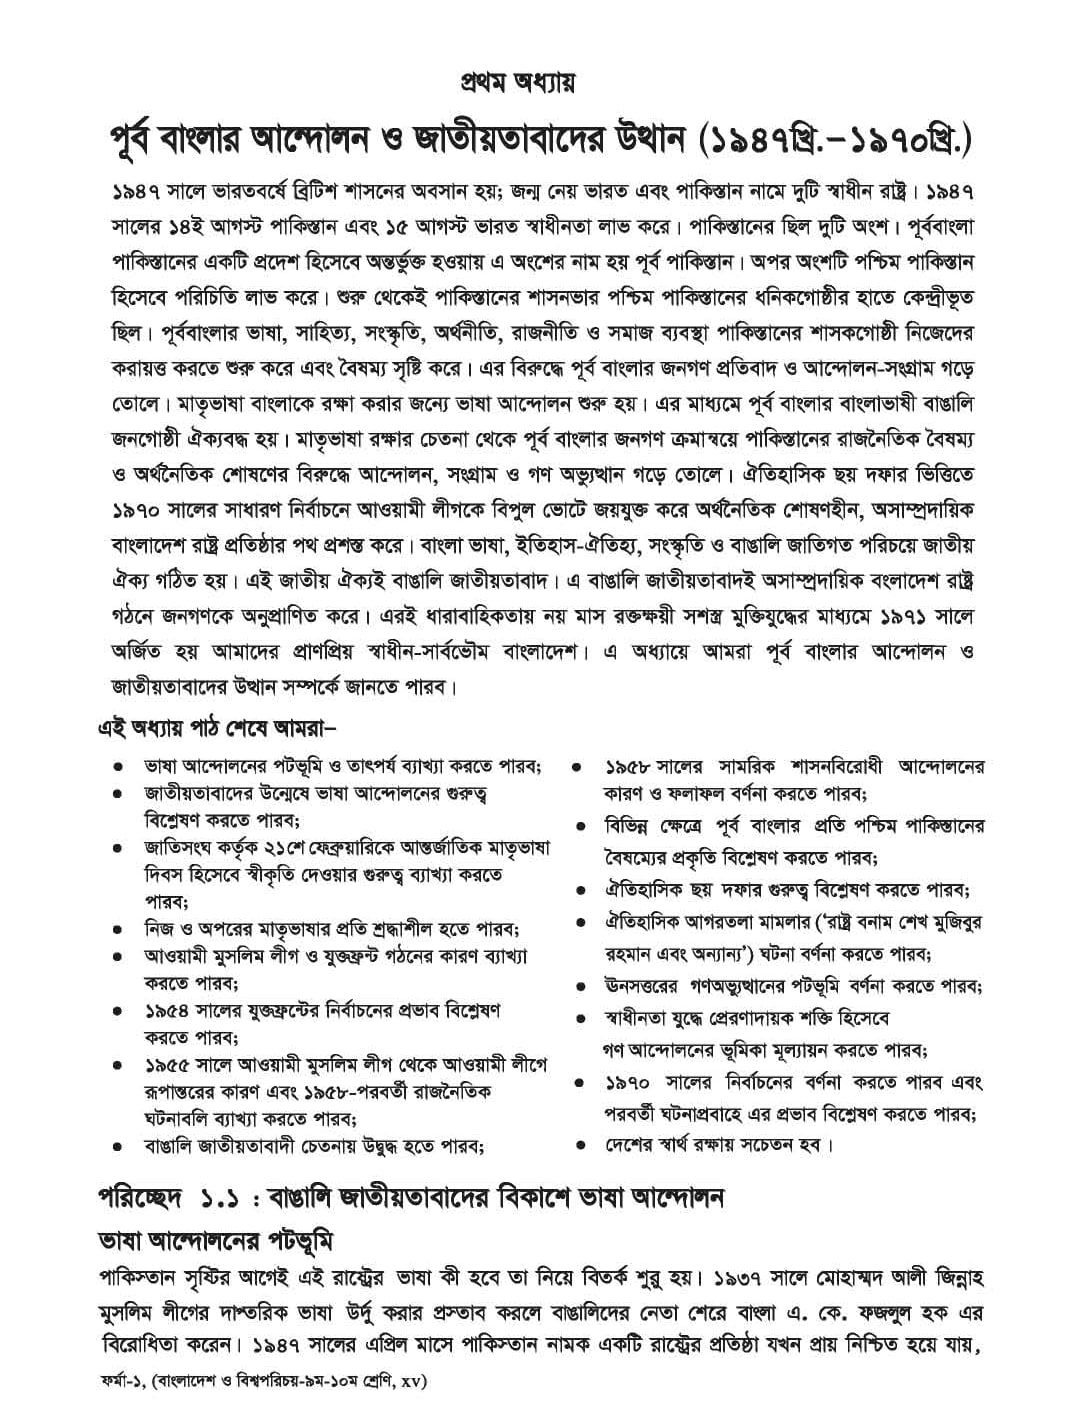 প্রথম অধ্যায়
পূর্ব বাংলার আন্দোলন ও জাতীয়তাবাদের উত্থান (১৯৪৭খ্রি.–১৯৭০খ্রি.)
১৯৪৭ সালে ভারতবর্ষে ব্রিটিশ শাসনের অবসান হয়; জন্ম নেয় ভারত এবং পাকিস্তান নামে দুটি স্বাধীন রাষ্ট্র। ১৯৪৭
সালের ১৪ই আগস্ট পাকিস্তান এবং ১৫ আগস্ট ভারত স্বাধীনতা লাভ করে। পাকিস্তানের ছিল দুটি অংশ। পূর্ববাংলা
পাকিস্তানের একটি প্রদেশ হিসেবে অন্তর্ভুক্ত হওয়ায় এ অংশের নাম হয় পূর্ব পাকিস্তান। অপর অংশটি পশ্চিম পাকিস্তান
হিসেবে পরিচিতি লাভ করে। শুরু থেকেই পাকিস্তানের শাসনভার পশ্চিম পাকিস্তানের ধনিকগোষ্ঠীর হাতে কেন্দ্রীভূত
ছিল। পূর্ববাংলার ভাষা, সাহিত্য, সংস্কৃতি, অর্থনীতি, রাজনীতি ও সমাজ ব্যবস্থা পাকিস্তানের শাসকগোষ্ঠী নিজেদের
করায়ত্ত করতে শুরু করে এবং বৈষম্য সৃষ্টি করে। এর বিরুদ্ধে পূর্ব বাংলার জনগণ প্রতিবাদ ও আন্দোলন-সংগ্রাম গড়ে
তোলে। মাতৃভাষা বাংলাকে রক্ষা করার জন্যে ভাষা আন্দোলন শুরু হয়। এর মাধ্যমে পূর্ব বাংলার বাংলাভাষী বাঙালি
জনগোষ্ঠী ঐক্যবদ্ধ হয়। মাতৃভাষা রক্ষার চেতনা থেকে পূর্ব বাংলার জনগণ ক্রমান্বয়ে পাকিস্তানের রাজনৈতিক বৈষম্য
ও অর্থনৈতিক শোষণের বিরুদ্ধে আন্দোলন, সংগ্রাম ও গণ অভ্যুত্থান গড়ে তোলে। ঐতিহাসিক ছয় দফার ভিত্তিতে
১৯৭০ সালের সাধারণ নির্বাচনে আওয়ামী লীগকে বিপুল ভোটে জয়যুক্ত করে অর্থনৈতিক শোষণহীন, অসাম্প্রদায়িক
বাংলাদেশ রাষ্ট্র প্রতিষ্ঠার পথ প্রশস্ত করে। বাংলা ভাষা, ইতিহাস-ঐতিহ্য, সংস্কৃতি ও বাঙালি জাতিগত পরিচয়ে জাতীয়
ঐক্য গঠিত হয়। এই জাতীয় ঐক্যই বাঙালি জাতীয়তাবাদ। এ বাঙালি জাতীয়তাবাদই অসাম্প্রদায়িক বংলাদেশ রাষ্ট্র
গঠনে জনগণকে অনুপ্রাণিত করে। এরই ধারাবাহিকতায় নয় মাস রক্তক্ষয়ী সশস্ত্র মুক্তিযুদ্ধের মাধ্যমে ১৯৭১ সালে
অর্জিত হয় আমাদের প্রাণপ্রিয় স্বাধীন-সার্বভৌম বাংলাদেশ। এ অধ্যায়ে আমরা পূর্ব বাংলার আন্দোলন ও
জাতীয়তাবাদের উত্থান সম্পর্কে জানতে পারব।
এই অধ্যায় পাঠ শেষে আমরা–
• ভাষা আন্দোলনের পটভূমি ও তাৎপর্য ব্যাখ্যা করতে পারব;
• জাতীয়তাবাদের উন্মেষে ভাষা আন্দোলনের গুরুত্ব
বিশ্লেষণ করতে পারব;
• জাতিসংঘ কর্তৃক ২১শে ফেব্রুয়ারিকে আন্তর্জাতিক মাতৃভাষা
দিবস হিসেবে স্বীকৃতি দেওয়ার গুরুত্ব ব্যাখ্যা করতে
পারব;
• নিজ ও অপরের মাতৃভাষার প্রতি শ্রদ্ধাশীল হতে পারব;
• আওয়ামী মুসলিম লীগ ও যুক্তফ্রন্ট গঠনের কারণ ব্যাখ্যা
করতে পারব;
• ১৯৫৪ সালের যুক্তফ্রন্টের নির্বাচনের প্রভাব বিশ্লেষণ
করতে পারব;
• ১৯৫৫ সালে আওয়ামী মুসলিম লীগ থেকে আওয়ামী লীগে
রূপান্তরের কারণ এবং ১৯৫৮-পরবর্তী রাজনৈতিক
ঘটনাবলি ব্যাখ্যা করতে পারব;
• বাঙালি জাতীয়তাবাদী চেতনায় উদ্বুদ্ধ হতে পারব;
• ১৯৫৮ সালের সামরিক শাসনবিরোধী আন্দোলনের
কারণ ও ফলাফল বর্ণনা করতে পারব;
• বিভিন্ন ক্ষেত্রে পূর্ব বাংলার প্রতি পশ্চিম পাকিস্তানের
বৈষম্যের প্রকৃতি বিশ্লেষণ করতে পারব;
• ঐতিহাসিক ছয় দফার গুরুত্ব বিশ্লেষণ করতে পারব;
• ঐতিহাসিক আগরতলা মামলার (‘রাষ্ট্র বনাম শেখ মুজিবুর
রহমান এবং অন্যান্য’) ঘটনা বর্ণনা করতে পারব;
• ঊনসত্তরের গণঅভ্যুত্থানের পটভূমি বর্ণনা করতে পারব;
• স্বাধীনতা যুদ্ধে প্রেরণাদায়ক শক্তি হিসেবে
গণ আন্দোলনের ভূমিকা মূল্যায়ন করতে পারব;
• ১৯৭০ সালের নির্বাচনের বর্ণনা করতে পারব এবং
পরবর্তী ঘটনাপ্রবাহে এর প্রভাব বিশ্লেষণ করতে পারব;
• দেশের স্বার্থ রক্ষায় সচেতন হব।
পরিচ্ছেদ ১.১ : বাঙালি জাতীয়তাবাদের বিকাশে ভাষা আন্দোলন
ভাষা আন্দোলনের পটভূমি
পাকিস্তান সৃষ্টির আগেই এই রাষ্ট্রের ভাষা কী হবে তা নিয়ে বিতর্ক শুরু হয়। ১৯৩৭ সালে মোহাম্মদ আলী জিন্নাহ
মুসলিম লীগের দাপ্তরিক ভাষা উর্দু করার প্রস্তাব করলে বাঙালিদের নেতা শেরে বাংলা এ. কে. ফজলুল হক এর
বিরোধিতা করেন। ১৯৪৭ সালের এপ্রিল মাসে পাকিস্তান নামক একটি রাষ্ট্রের প্রতিষ্ঠা যখন প্রায় নিশ্চিত হয়ে যায়,
ফর্মা-১, (বাংলাদেশ ও বিশ্বপরিচয়-৯ম-১০ম শ্রেণি, xv)